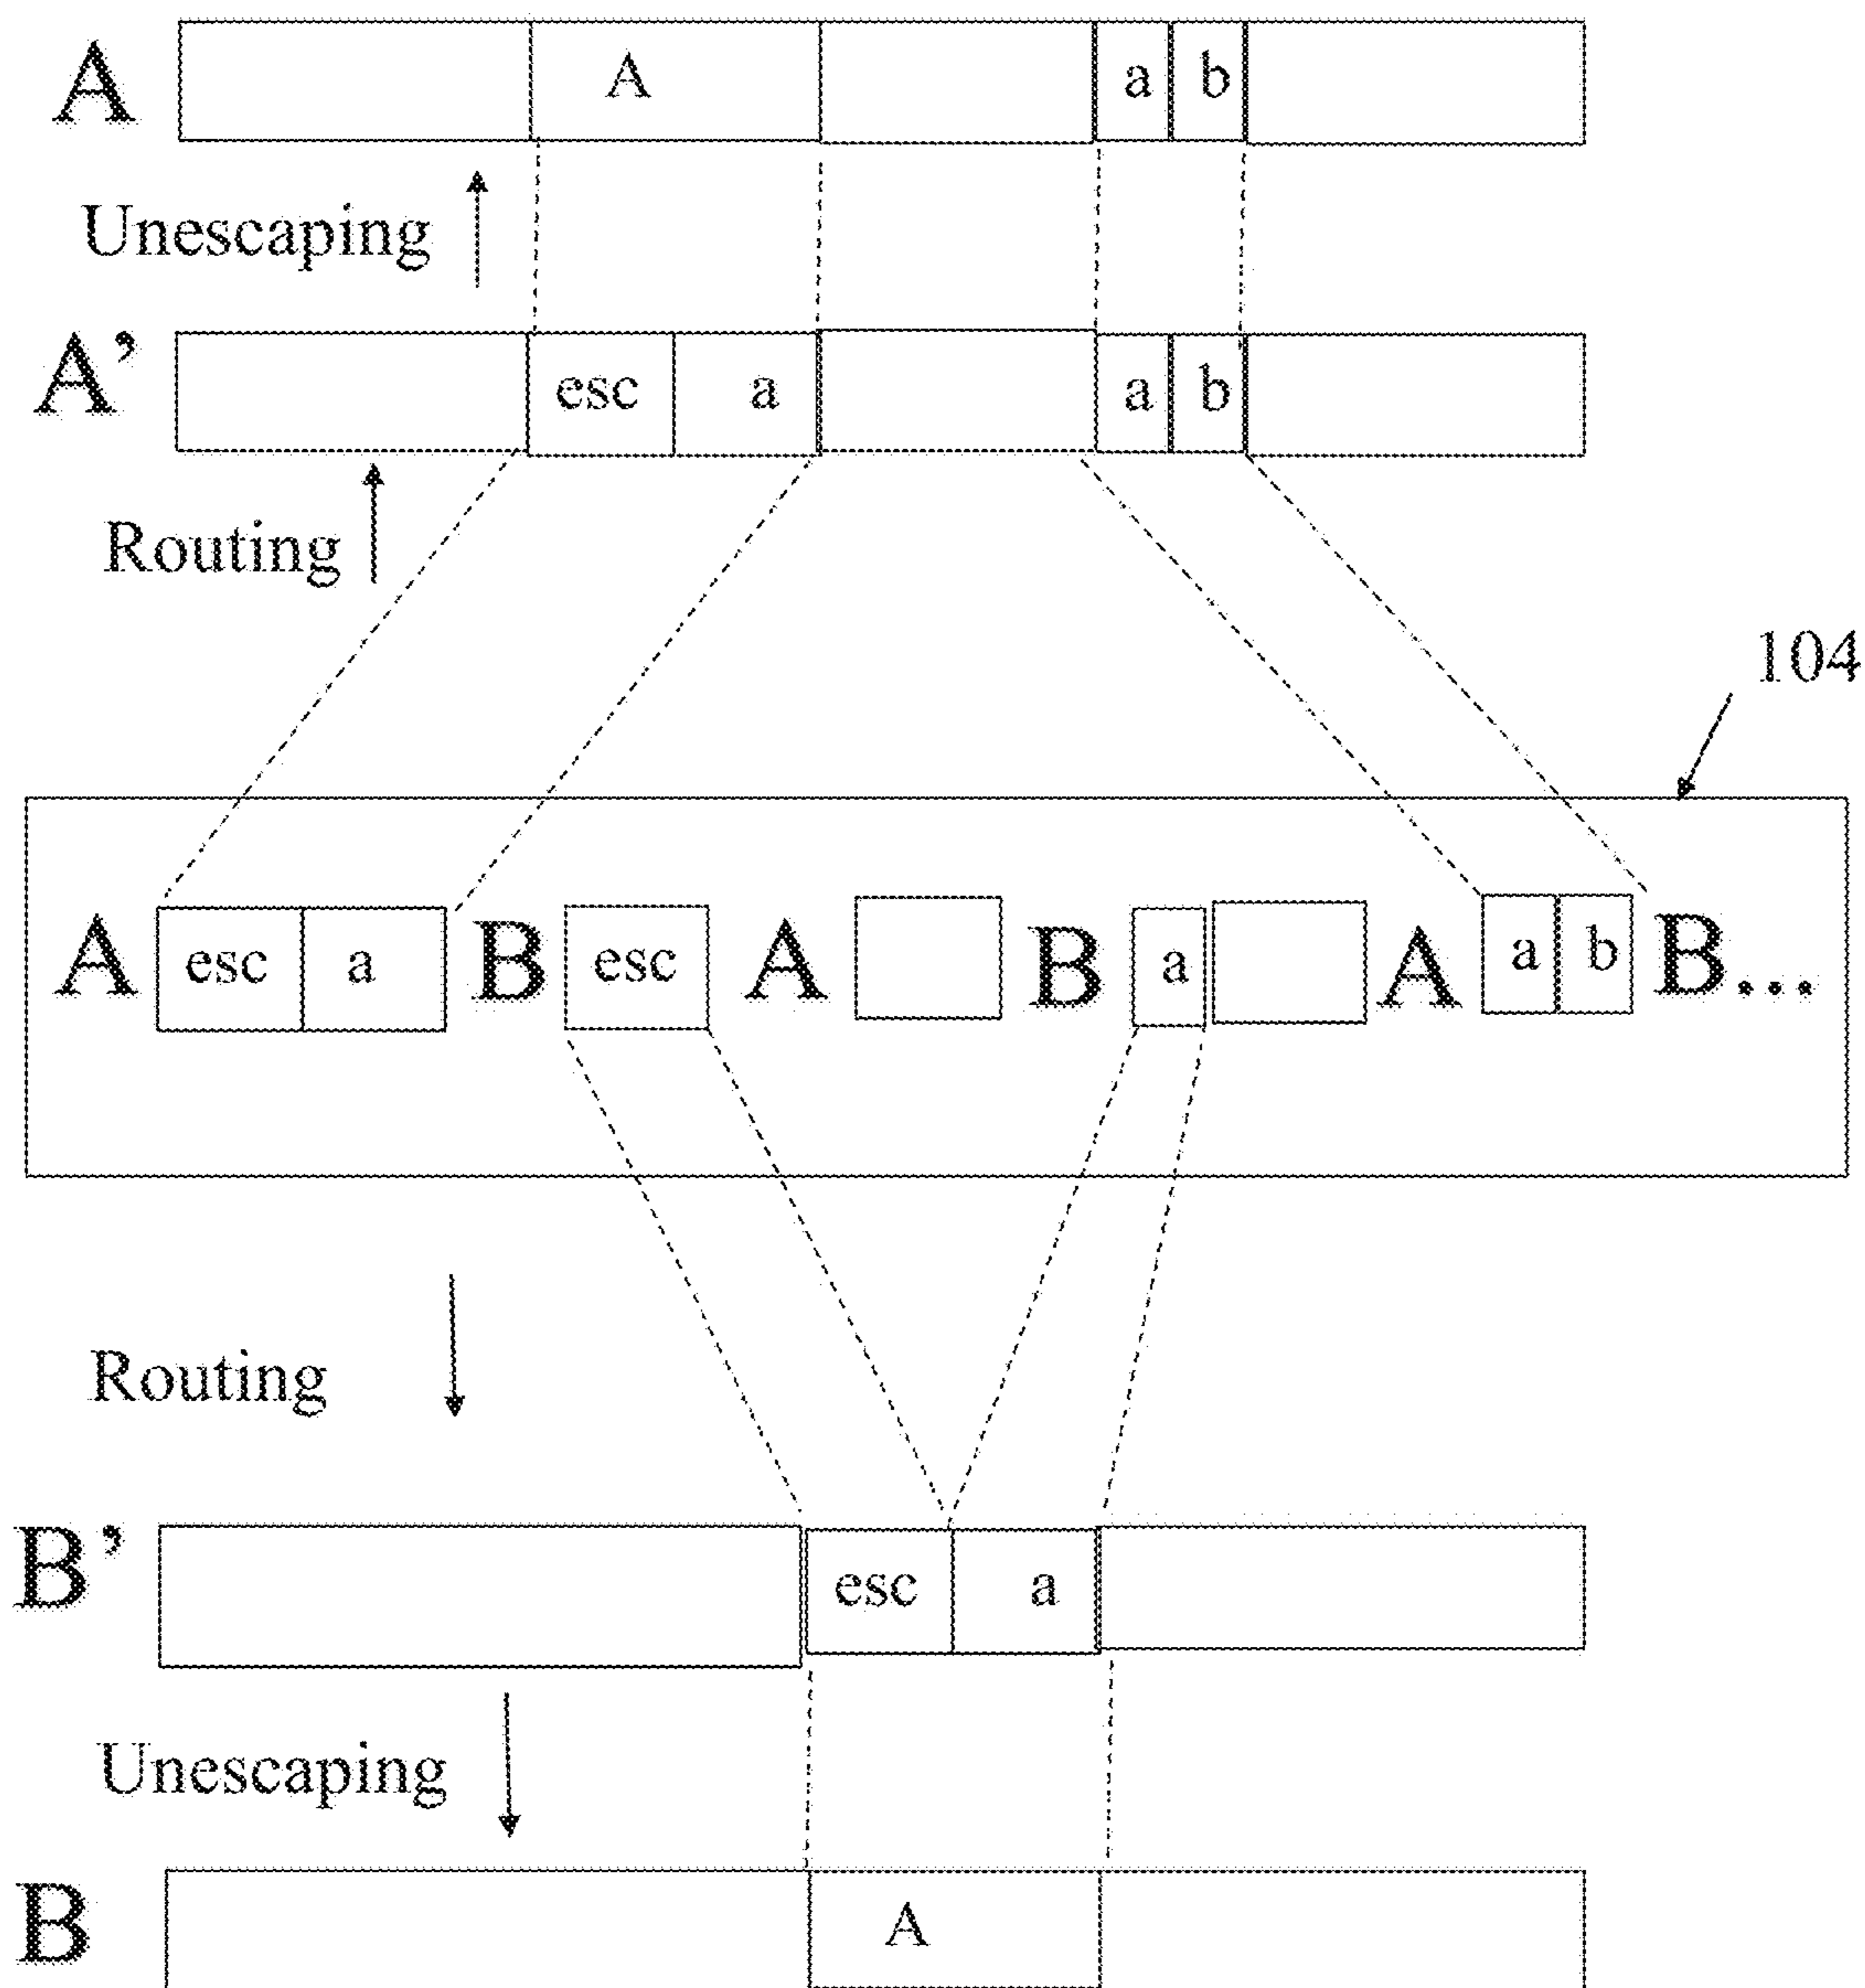 A A a b
Unescaping
A’ esc a a b
Routing
104
A esc a B esc A B a A a b B...
Routing
B’ esc a
Unescaping
B A